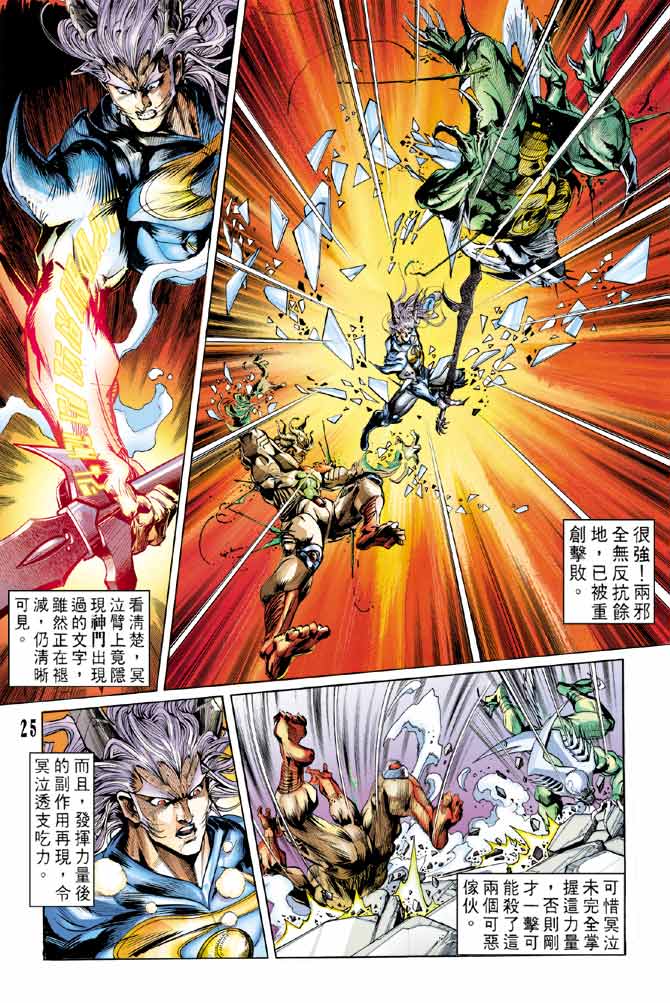 很強！兩邪
全無反抗餘
地，已被重
創擊敗。
看清楚，冥
泣臂上竟隱
現神門出現
過的文字，
雖然正在褪
減，仍清晰
可見。
可惜冥泣
未完全掌
握這力量
，否則剛
才一擊可
能殺了這
兩個可惡
傢伙。
而且，發揮力量後
的副作用再現，令
冥泣透支吃力。
25